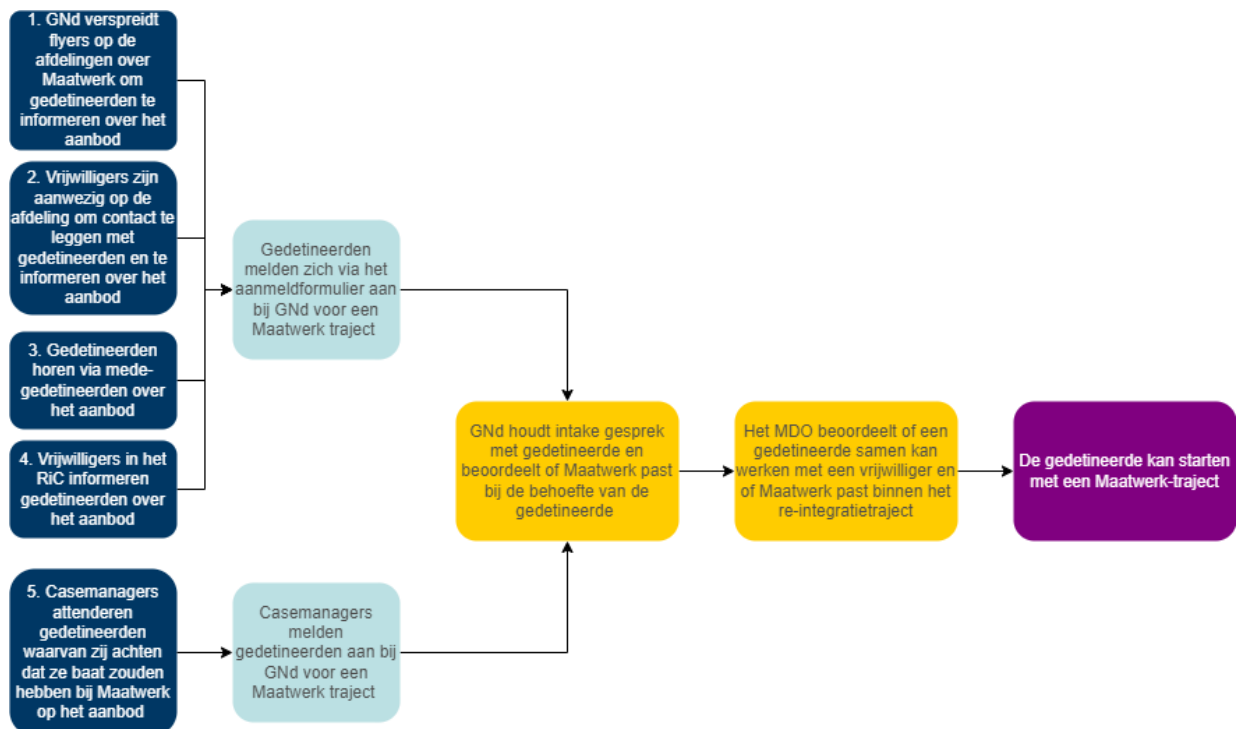 1. GNd verspreidt
flyers op de
afdelingen over
Maatwerk om
gedetineerden te
informeren over het
aanbod
2. Vrijwilligers zijn
aanwezig op de
afdeling om contact te
leggen met
gedetineerden en te
informeren over het
aanbod
3. Gedetineerden
horen via mede-
gedetineerden over
het aanbod
4. Vrijwilligers in het
RiC informeren
gedetineerden over
het aanbod
5. Casemanagers
attenderen
gedetineerden
waarvan zij achten
dat ze baat zouden
hebben bij Maatwerk
op het aanbod
Gedetineerden
melden zich via het
aanmeldformulier aan
bij GNd voor een
Maatwerk traject
Casemanagers
melden
gedetineerden aan bij
GNd voor een
Maatwerk traject
GNd houdt intake gesprek
met gedetineerde en
beoordeelt of Maatwerk past
bij de behoefte van de
gedetineerde
Het MDO beoordeelt of een
gedetineerde samen kan
werken met een vrijwilliger en
of Maatwerk past binnen het
re-integratietraject
De gedetineerde kan starten
met een Maatwerk-traject